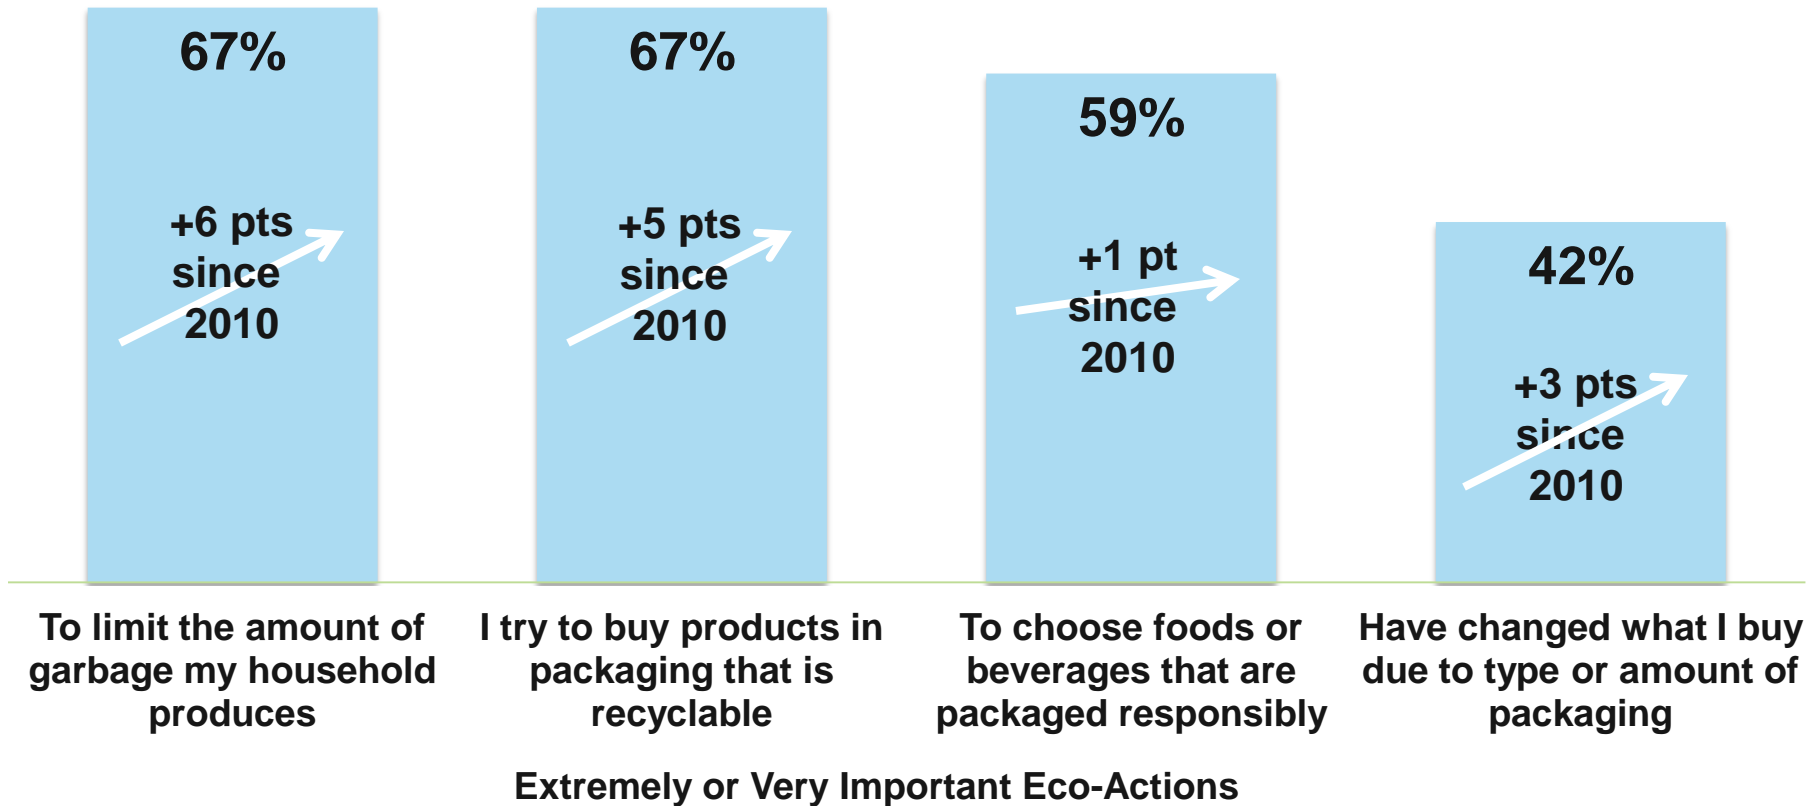 67%
+6 pts
since
2010
67%
+5 pts
since
2010
59%
+1 pt
since
2010
42%
+3 pts
since
2010
To limit the amount of
garbage my household
produces
I try to buy products in
packaging that is
recyclable
To choose foods or
beverages that are
packaged responsibly
Have changed what I buy
due to type or amount of
packaging
Extremely or Very Important Eco-Actions